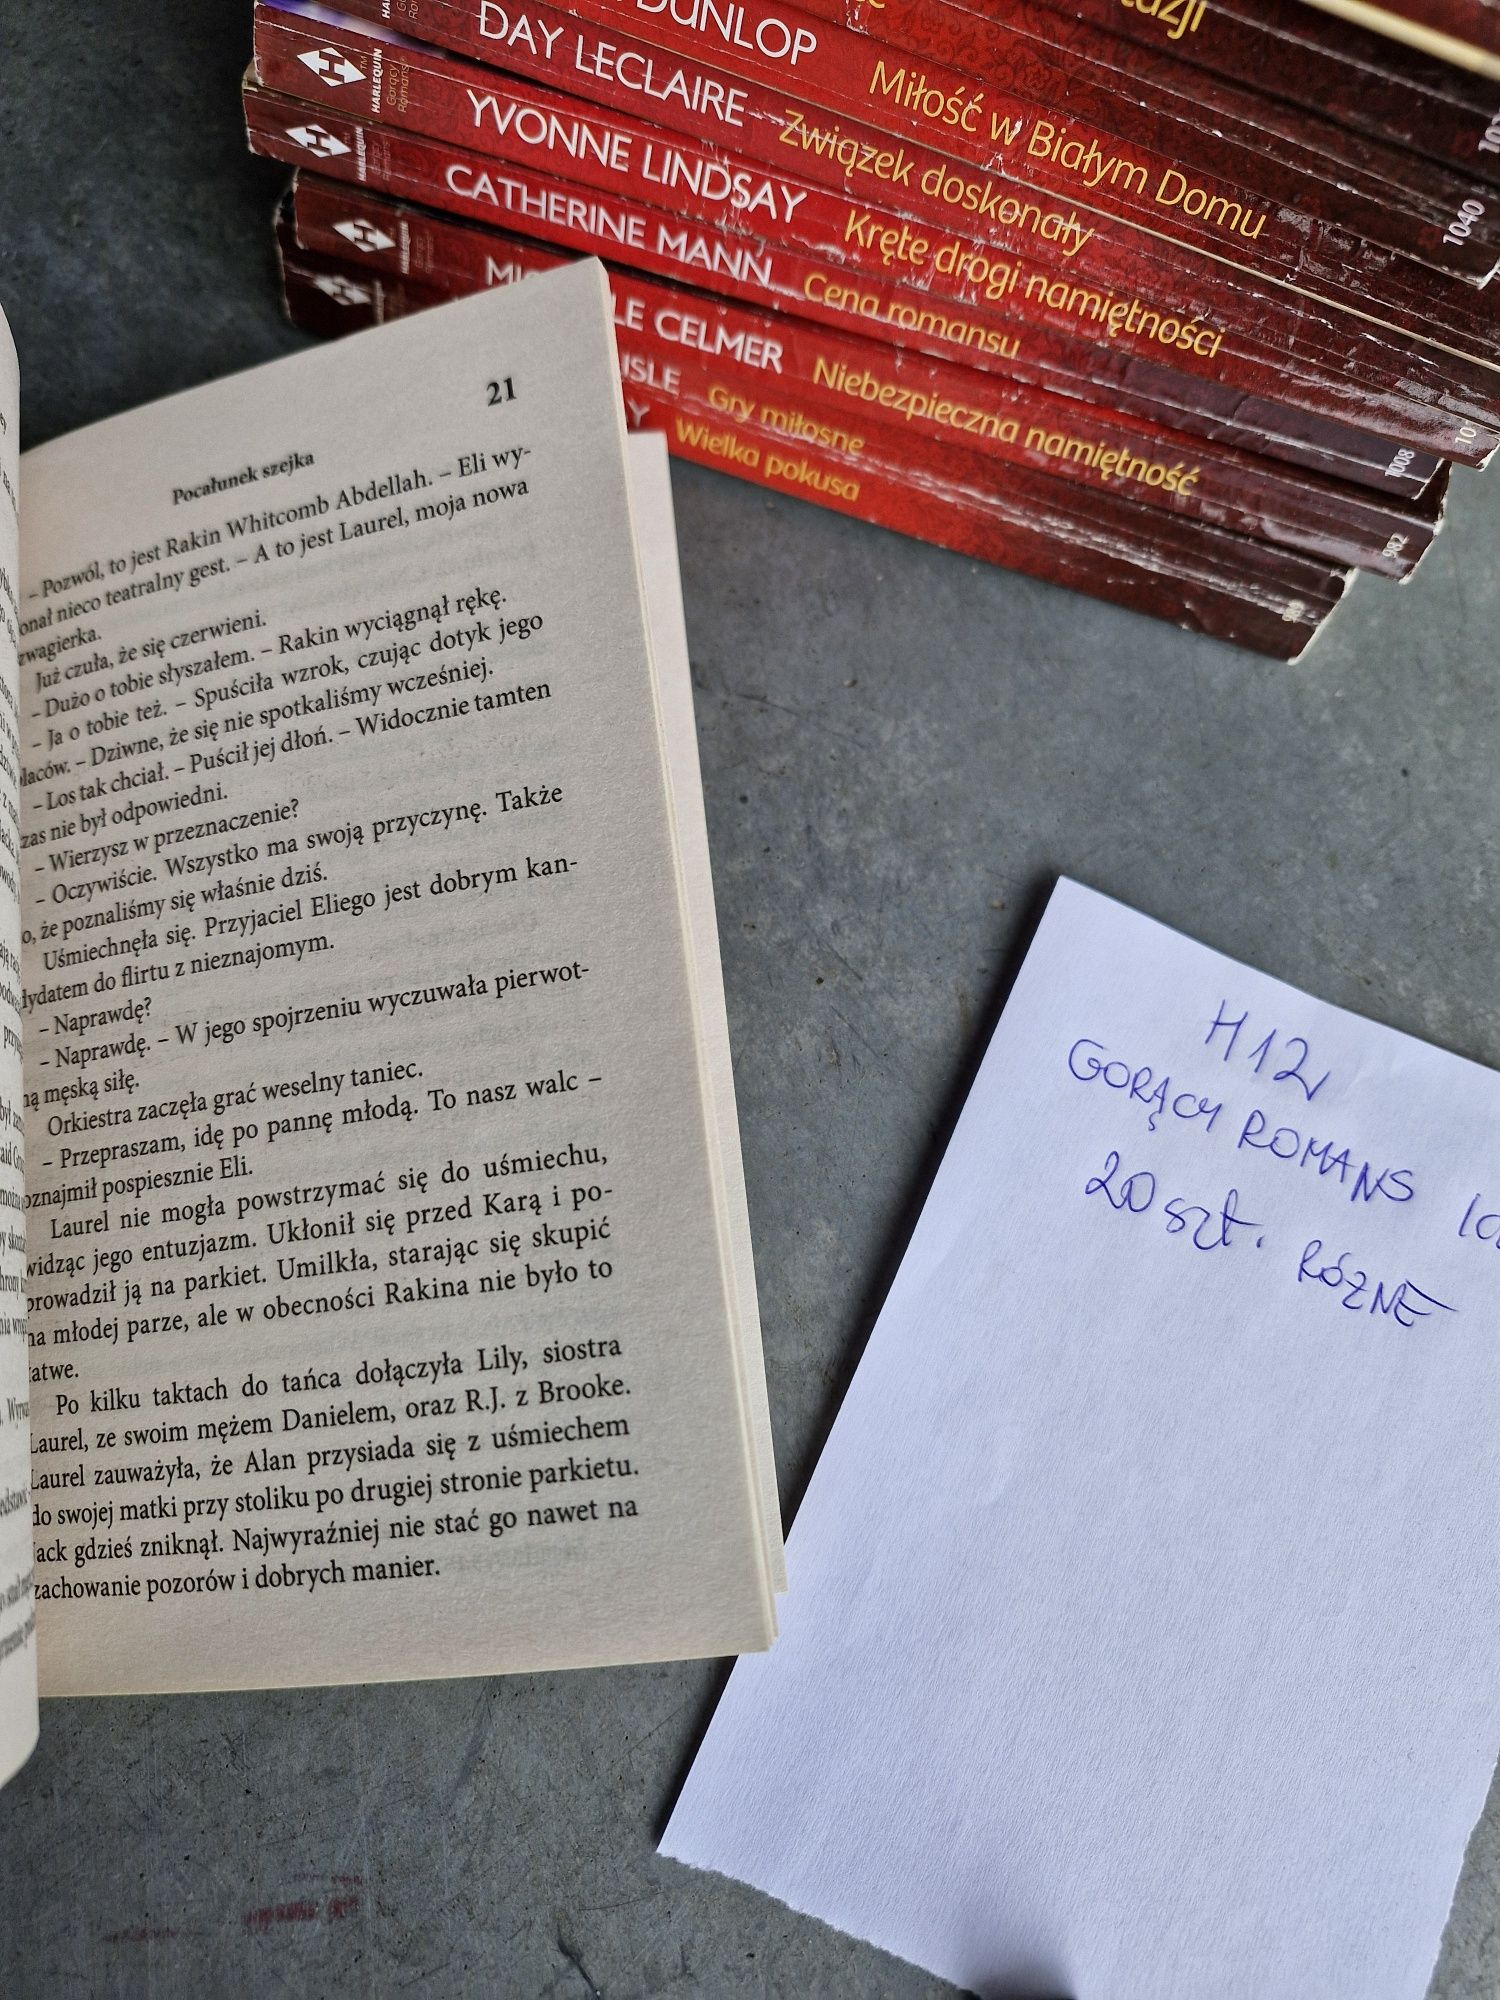 DUNLOP Miłość w Białym Domu 1040
HARLEQUIN Gorący Romans DAY LECLAIRE Związek doskonały
HARLEQUIN YVONNE LINDSAY Kręte drogi namiętności
CATHERINE MANN Cena romansu 1008
CELMER Niebezpieczna namiętność 982
Gry miłosne
Wielka pokusa
21
Pocałunek szejka
– Pozwól, to jest Rakin Whitcomb Abdellah. – Eli wy-
onał nieco teatralny gest. – A to jest Laurel, moja nowa
zwagierka.
Już czuła, że się czerwieni.
– Dużo o tobie słyszałem. – Rakin wyciągnął rękę.
– Ja o tobie też. – Spuściła wzrok, czując dotyk jego
laców. – Dziwne, że się nie spotkaliśmy wcześniej.
– Los tak chciał. – Puścił jej dłoń. – Widocznie tamten
zas nie był odpowiedni.
– Wierzysz w przeznaczenie?
– Oczywiście. Wszystko ma swoją przyczynę. Także
o, że poznaliśmy się właśnie dziś.
Uśmiechnęła się. Przyjaciel Eliego jest dobrym kan-
dydatem do flirtu z nieznajomym.
– Naprawdę?
– Naprawdę. – W jego spojrzeniu wyczuwała pierwot-
ną męską siłę.
Orkiestra zaczęła grać weselny taniec.
– Przepraszam, idę po pannę młodą. To nasz walc –
oznajmił pospiesznie Eli.
Laurel nie mogła powstrzymać się do uśmiechu,
widząc jego entuzjazm. Ukłonił się przed Karą i po-
prowadził ją na parkiet. Umilkła, starając się skupić
na młodej parze, ale w obecności Rakina nie było to
atwe.
Po kilku taktach do tańca dołączyła Lily, siostra
Laurel, ze swoim mężem Danielem, oraz R.J. z Brooke.
Laurel zauważyła, że Alan przysiada się z uśmiechem
do swojej matki przy stoliku po drugiej stronie parkietu.
Jack gdzieś zniknął. Najwyraźniej nie stać go nawet na
zachowanie pozorów i dobrych manier.
H12
GORĄCY ROMANS
20 szt. RÓŻNE